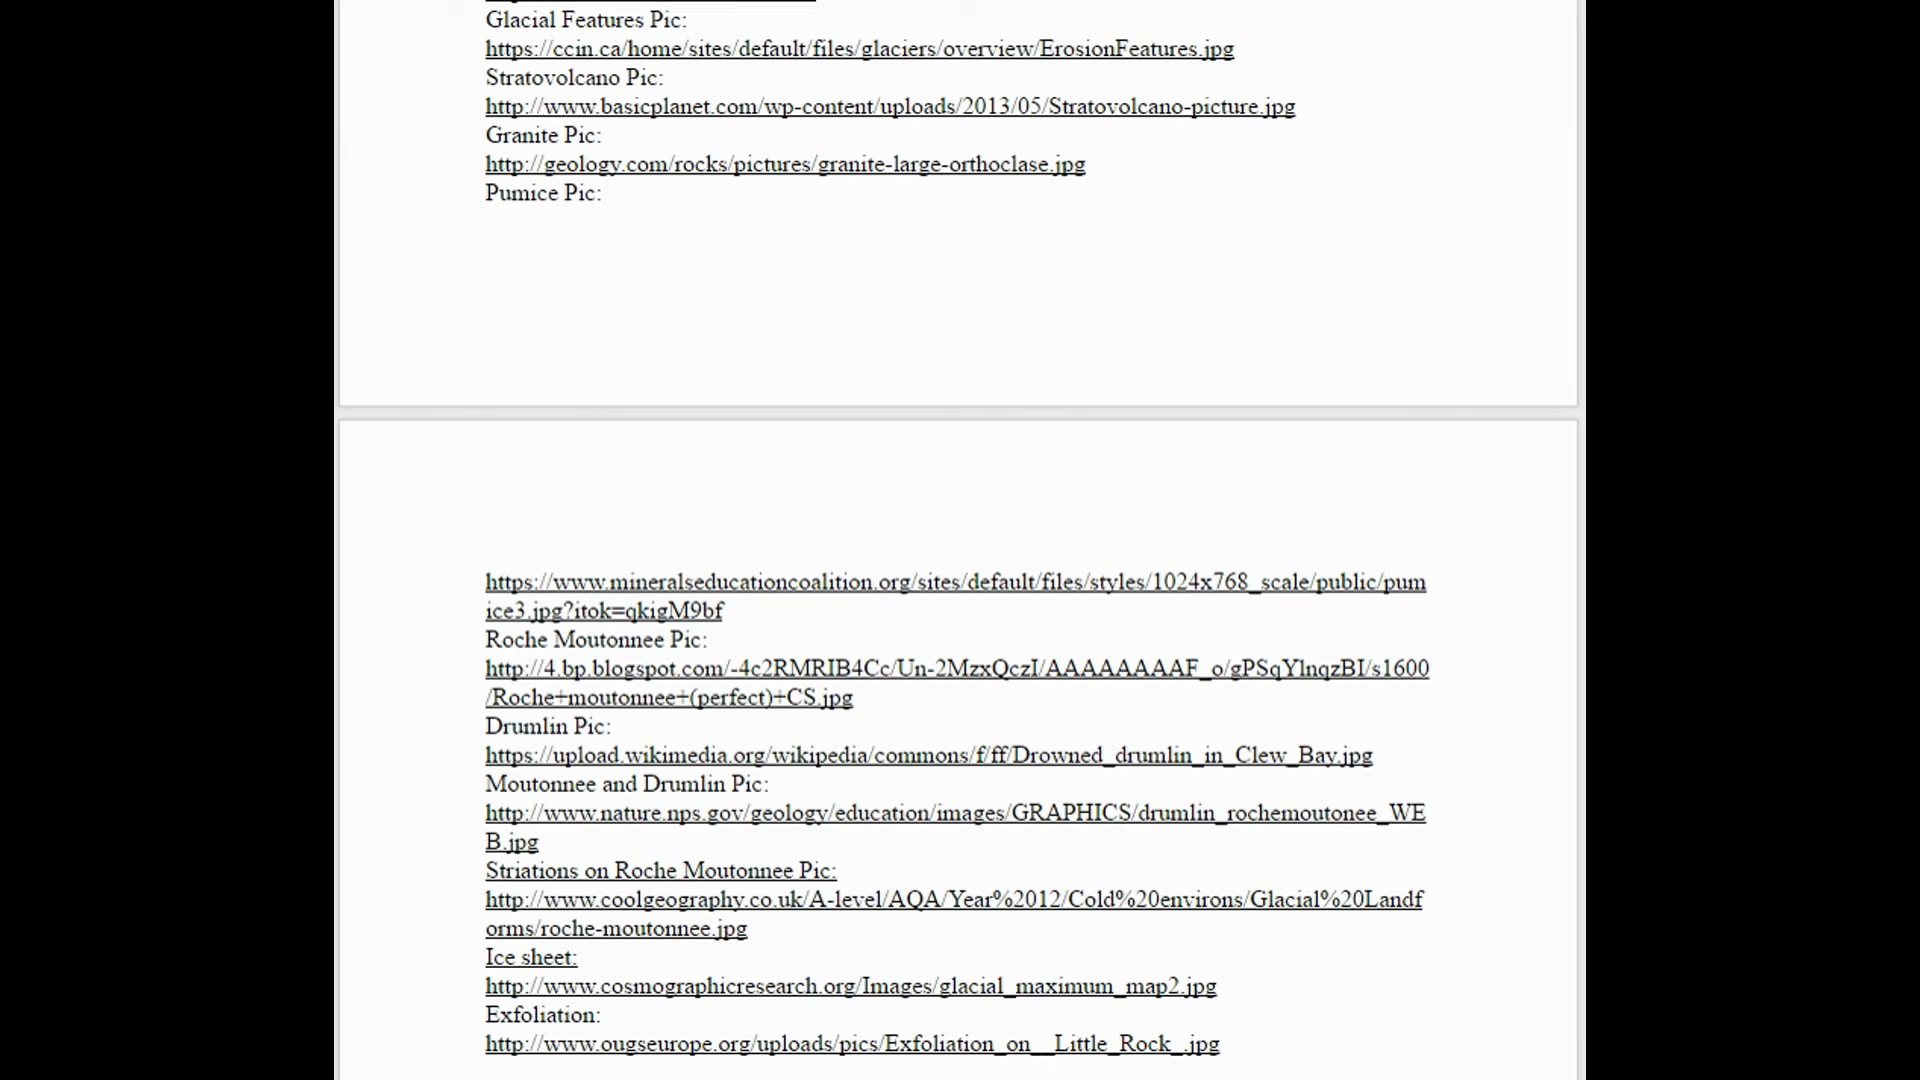 Glacial Features Pic:
https://ccin.ca/home/sites/default/files/glaciers/overview/ErosionFeatures.jpg
Stratovolcano Pic:
http://www.basicplanet.com/wp-content/uploads/2013/05/Stratovolcano-picture.jpg
Granite Pic:
http://geology.com/rocks/pictures/granite-large-orthoclase.jpg
Pumice Pic:
https://www.mineralseducationcoalition.org/sites/default/files/styles/1024x768_scale/public/pum
ice3.jpg?itok=qkigM9bf
Roche Moutonnee Pic:
http://4.bp.blogspot.com/-4c2RMRIB4Cc/Un-2MzxQczI/AAAAAAAAF_o/gPSqYlnqzBI/s1600
/Roche+moutonnee+(perfect)+CS.jpg
Drumlin Pic:
https://upload.wikimedia.org/wikipedia/commons/f/ff/Drowned_drumlin_in_Clew_Bay.jpg
Moutonnee and Drumlin Pic:
http://www.nature.nps.gov/geology/education/images/GRAPHICS/drumlin_rochemoutonee_WE
B.jpg
Striations on Roche Moutonnee Pic:
http://www.coolgeography.co.uk/A-level/AQA/Year%2012/Cold%20environs/Glacial%20Landf
orms/roche-moutonnee.jpg
Ice sheet:
http://www.cosmographicresearch.org/Images/glacial_maximum_map2.jpg
Exfoliation:
http://www.ougseurope.org/uploads/pics/Exfoliation_on__Little_Rock_.jpg